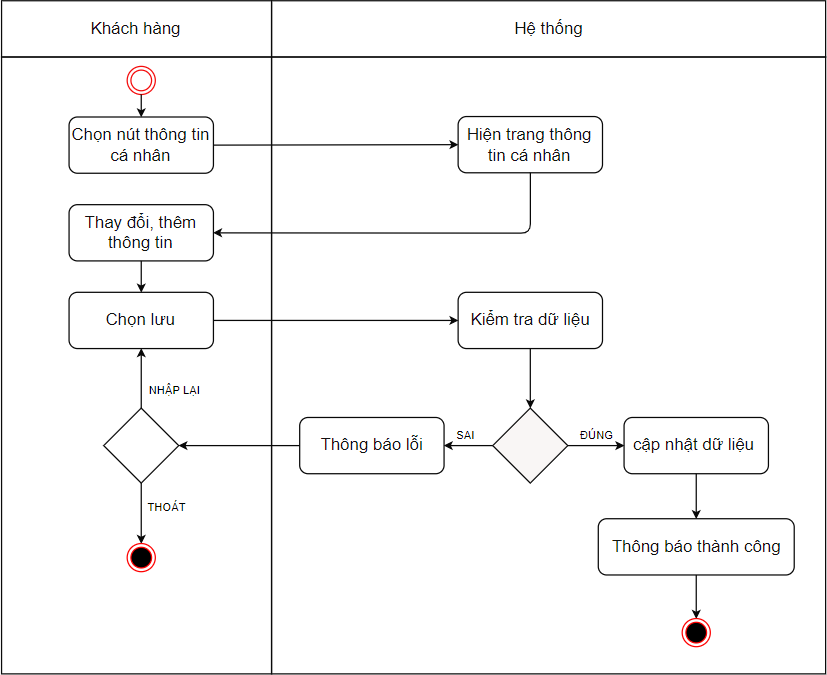 Khách hàng
Hệ thống
Chọn nút thông tin
cá nhân
Hiện trang thông
tin cá nhân
Thay đổi, thêm
thông tin
Chọn lưu
Kiểm tra dữ liệu
NHẬP LẠI
Thông báo lỗi
SAI
ĐÚNG
cập nhật dữ liệu
THOÁT
Thông báo thành công